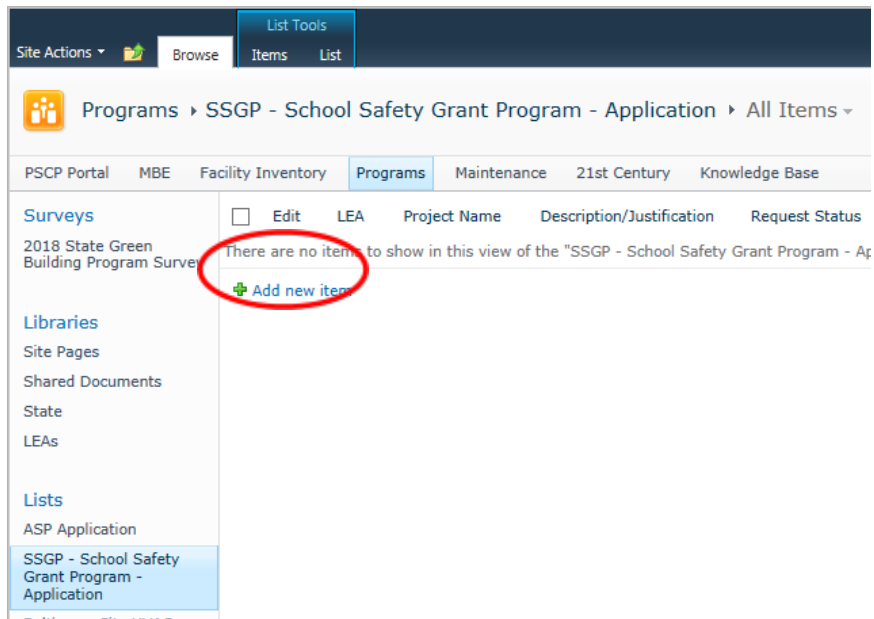 List Tools
Site Actions Browse Items List
Programs SSGP - School Safety Grant Program - Application All Items
PSCP Portal MBE Facility Inventory Programs Maintenance 21st Century Knowledge Base
Surveys
2018 State Green
Building Program Survey
Libraries
Site Pages
Shared Documents
State
LEAs
Lists
ASP Application
SSGP - School Safety
Grant Program -
Application
Edit LEA Project Name Description/Justification Request Status
There are no items to show in this view of the "SSGP - School Safety Grant Program - Ap
Add new item